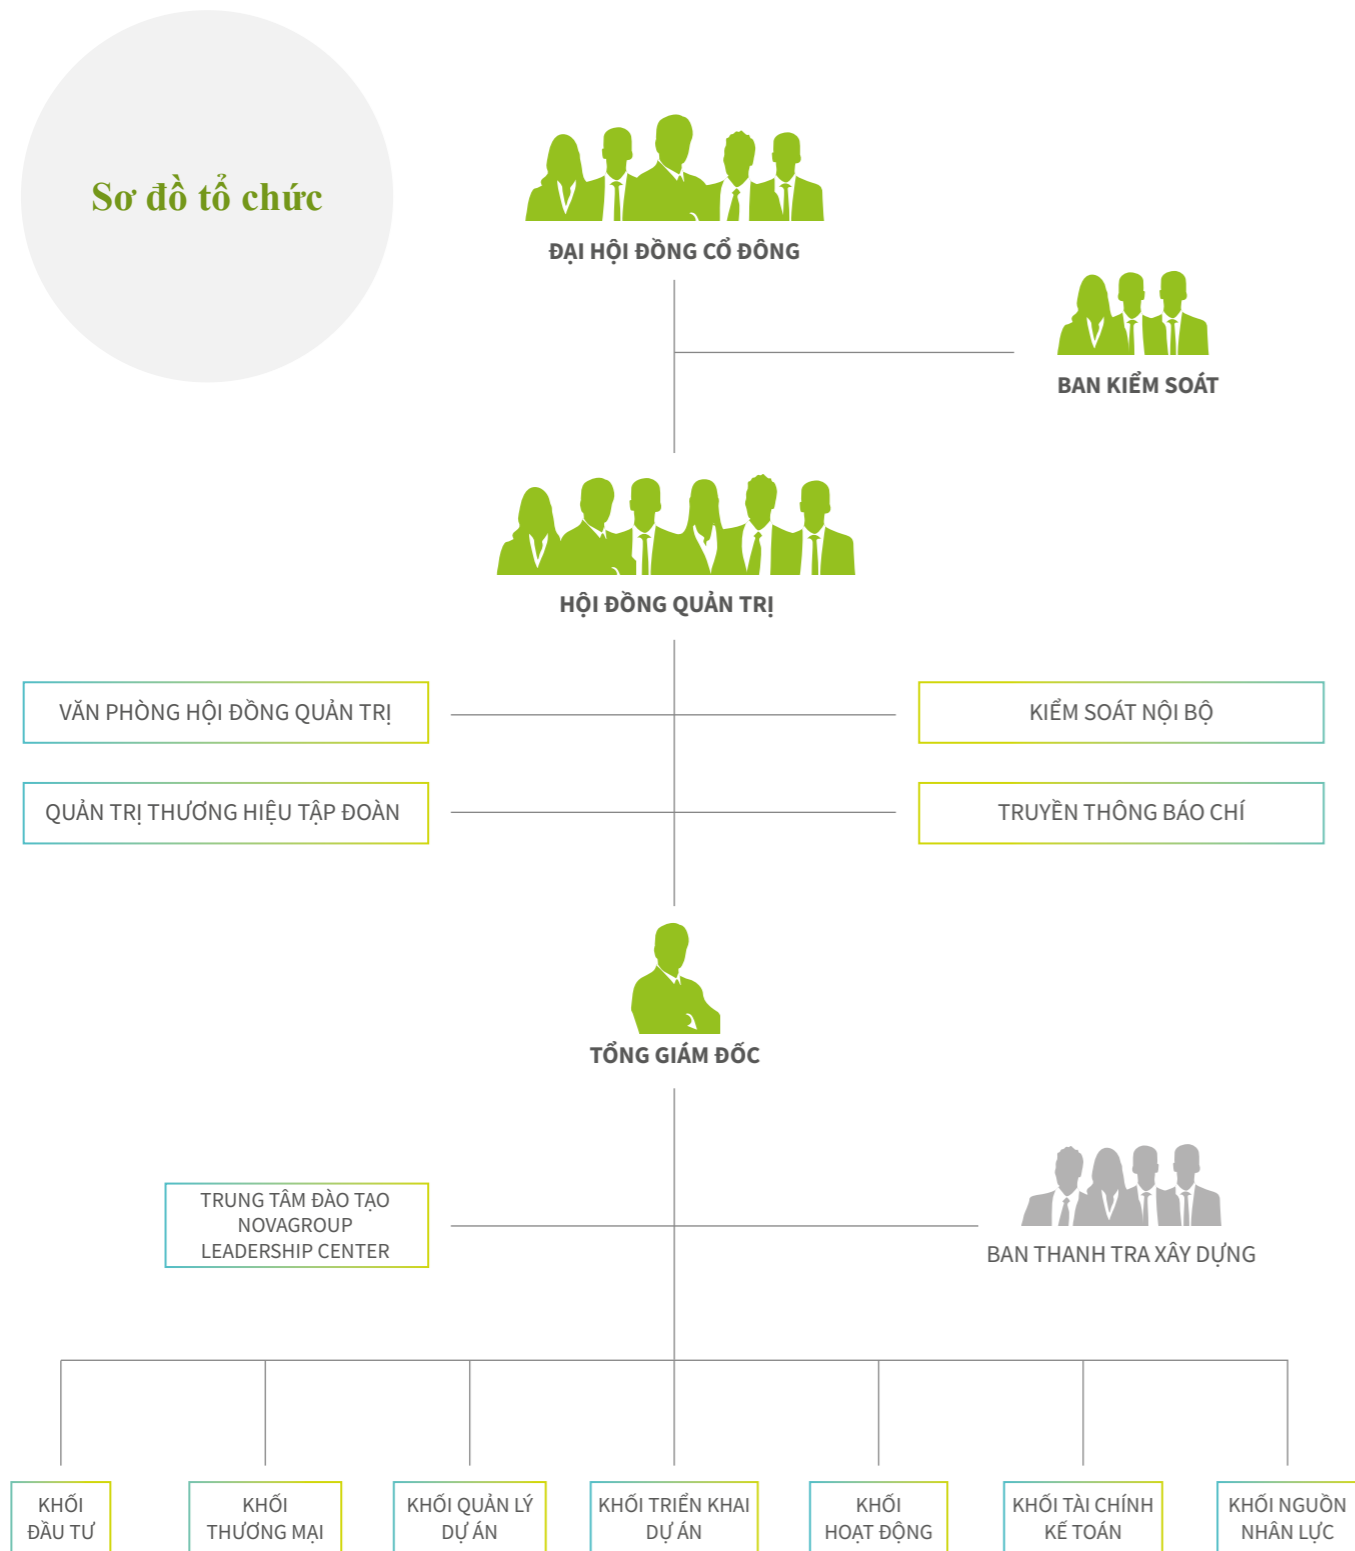 Sơ đồ tổ chức
ĐẠI HỘI ĐỒNG CỔ ĐÔNG
BAN KIỂM SOÁT
HỘI ĐỒNG QUẢN TRỊ
VĂN PHÒNG HỘI ĐỒNG QUẢN TRỊ
KIỂM SOÁT NỘI BỘ
QUẢN TRỊ THƯƠNG HIỆU TẬP ĐOÀN
TRUYỀN THÔNG BÁO CHÍ
TỔNG GIÁM ĐỐC
TRUNG TÂM ĐÀO TẠO
NOVAGROUP
LEADERSHIP CENTER
BAN THANH TRA XÂY DỰNG
KHỐI
ĐẦU TƯ
KHỐI
THƯƠNG MẠI
KHỐI QUẢN LÝ
DỰ ÁN
KHỐI TRIỂN KHAI
DỰ ÁN
KHỐI
HOẠT ĐỘNG
KHỐI TÀI CHÍNH
KẾ TOÁN
KHỐI NGUỒN
NHÂN LỰC